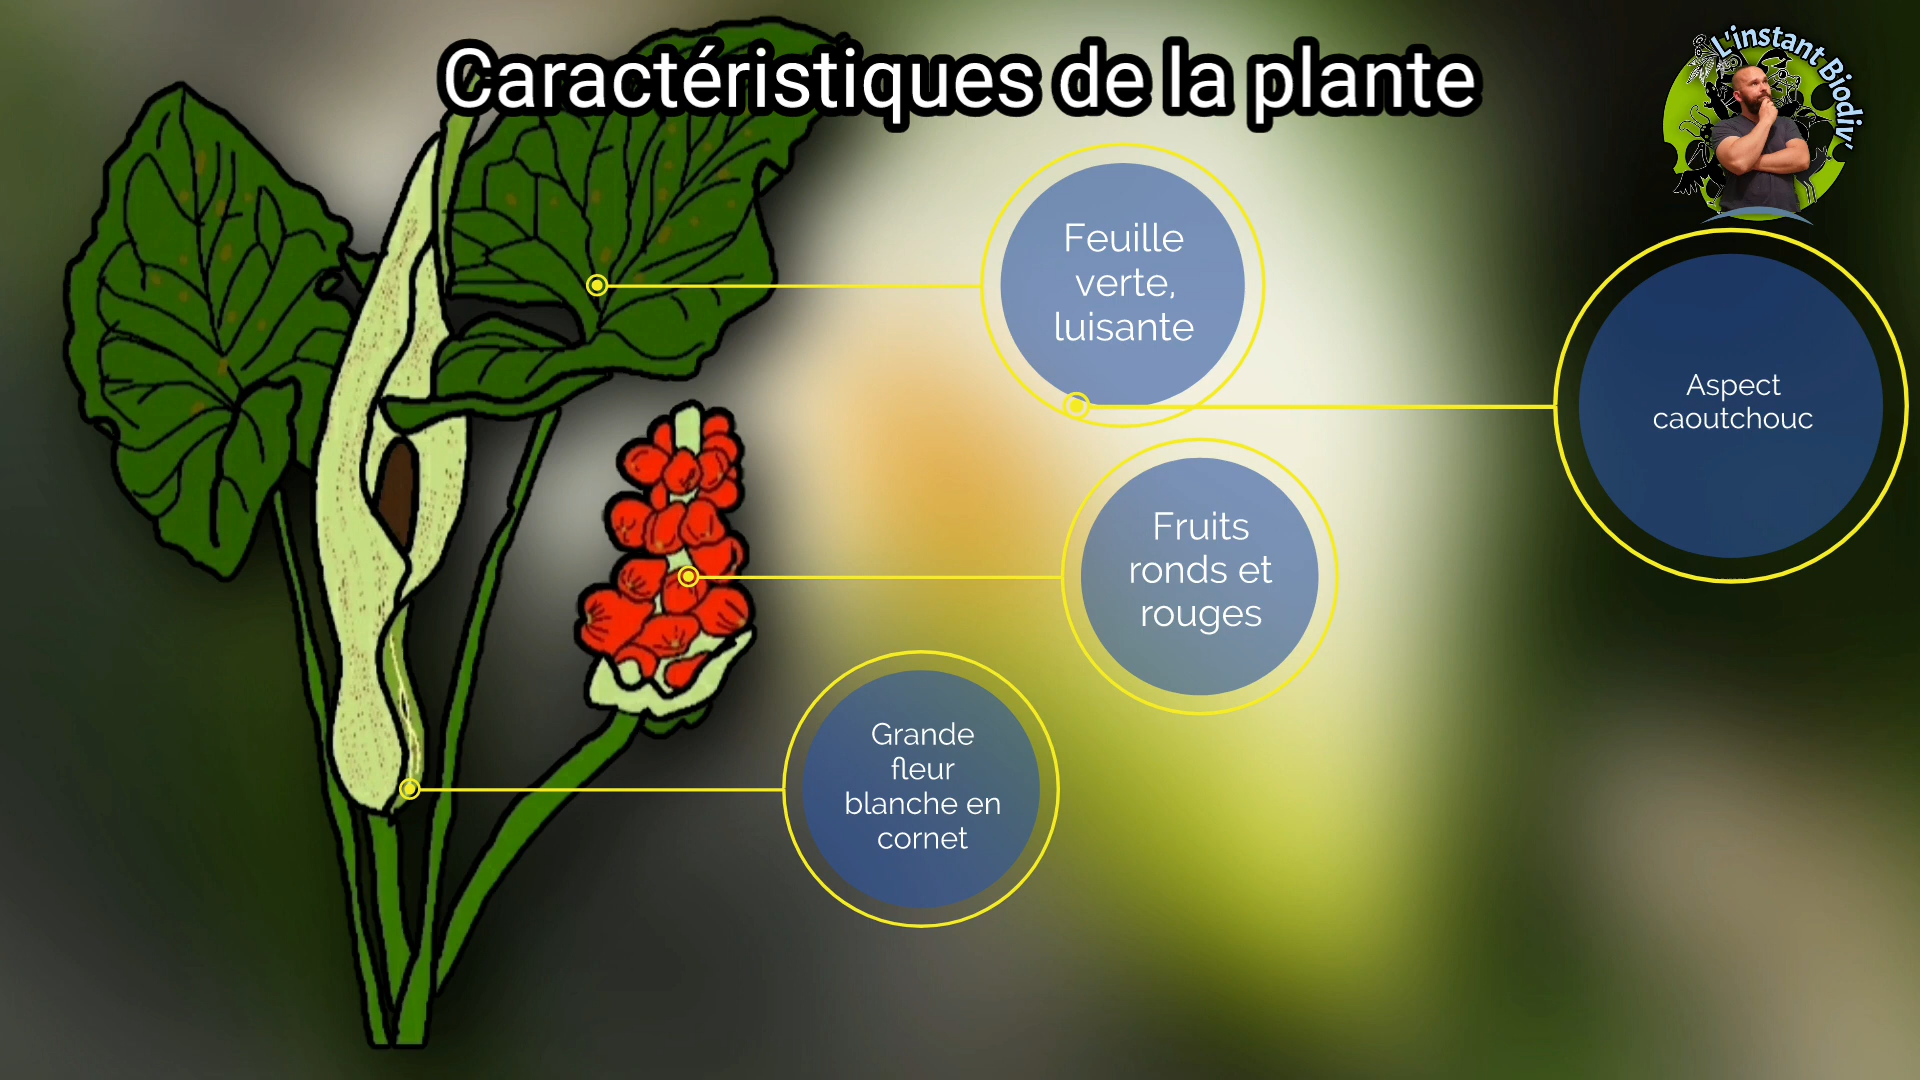 Caractéristiques de la plante
L'instant Biodiv'
Feuille
verte,
luisante
Aspect
caoutchouc
Fruits
ronds et
rouges
Grande
fleur
blanche en
cornet